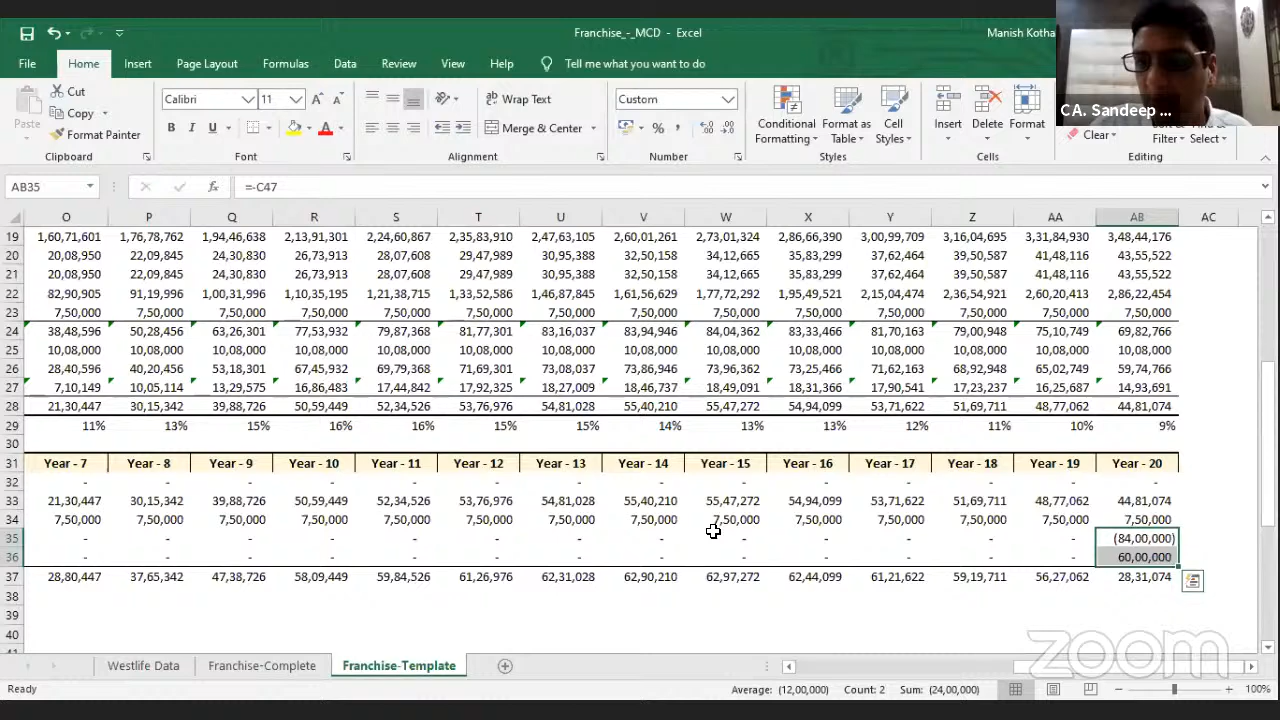 Franchise_-_MCD - Excel
Manish Kotha
File Home Insert Page Layout Formulas Data Review View Help Tell me what you want to do
CA. Sandeep ...
Paste Cut Copy Format Painter Clipboard
Calibri 11 B I U Font
Wrap Text Merge & Center Alignment
Custom % Number
Conditional Formatting Format as Table Cell Styles Styles
Insert Delete Format Cells
Clear Filter Select Editing
AB35 fx =-C47
O P Q R S T U V W X Y Z AA AB AC
19 1,60,71,601 1,76,78,762 1,94,46,638 2,13,91,301 2,24,60,867 2,35,83,910 2,47,63,105 2,60,01,261 2,73,01,324 2,86,66,390 3,00,99,709 3,16,04,695 3,31,84,930 3,48,44,176
20 20,08,950 22,09,845 24,30,830 26,73,913 28,07,608 29,47,989 30,95,388 32,50,158 34,12,665 35,83,299 37,62,464 39,50,587 41,48,116 43,55,522
21 20,08,950 22,09,845 24,30,830 26,73,913 28,07,608 29,47,989 30,95,388 32,50,158 34,12,665 35,83,299 37,62,464 39,50,587 41,48,116 43,55,522
22 82,90,905 91,19,996 1,00,31,996 1,10,35,195 1,21,38,715 1,33,52,586 1,46,87,845 1,61,56,629 1,77,72,292 1,95,49,521 2,15,04,474 2,36,54,921 2,60,20,413 2,86,22,454
23 7,50,000 7,50,000 7,50,000 7,50,000 7,50,000 7,50,000 7,50,000 7,50,000 7,50,000 7,50,000 7,50,000 7,50,000 7,50,000 7,50,000
24 38,48,596 50,28,456 63,26,301 77,53,932 79,87,368 81,77,301 83,16,037 83,94,946 84,04,362 83,33,466 81,70,163 79,00,948 75,10,749 69,82,766
25 10,08,000 10,08,000 10,08,000 10,08,000 10,08,000 10,08,000 10,08,000 10,08,000 10,08,000 10,08,000 10,08,000 10,08,000 10,08,000 10,08,000
26 28,40,596 40,20,456 53,18,301 67,45,932 69,79,368 71,69,301 73,08,037 73,86,946 73,96,362 73,25,466 71,62,163 68,92,948 65,02,749 59,74,766
27 7,10,149 10,05,114 13,29,575 16,86,483 17,44,842 17,92,325 18,27,009 18,46,737 18,49,091 18,31,366 17,90,541 17,23,237 16,25,687 14,93,691
28 21,30,447 30,15,342 39,88,726 50,59,449 52,34,526 53,76,976 54,81,028 55,40,210 55,47,272 54,94,099 53,71,622 51,69,711 48,77,062 44,81,074
29 11% 13% 15% 16% 16% 15% 15% 14% 13% 13% 12% 11% 10% 9%
30
31 Year - 7 Year - 8 Year - 9 Year - 10 Year - 11 Year - 12 Year - 13 Year - 14 Year - 15 Year - 16 Year - 17 Year - 18 Year - 19 Year - 20
32 - - - - - - - - - - - - - -
33 21,30,447 30,15,342 39,88,726 50,59,449 52,34,526 53,76,976 54,81,028 55,40,210 55,47,272 54,94,099 53,71,622 51,69,711 48,77,062 44,81,074
34 7,50,000 7,50,000 7,50,000 7,50,000 7,50,000 7,50,000 7,50,000 7,50,000 7,50,000 7,50,000 7,50,000 7,50,000 7,50,000 7,50,000
35 - - - - - - - - - - - - - (84,00,000)
36 - - - - - - - - - - - - - 60,00,000
37 28,80,447 37,65,342 47,38,726 58,09,449 59,84,526 61,26,976 62,31,028 62,90,210 62,97,272 62,44,099 61,21,622 59,19,711 56,27,062 28,31,074
38
39
40
zoom
Westlife Data Franchise-Complete Franchise-Template
Ready Average: (12,00,000) Count: 2 Sum: (24,00,000) 100%